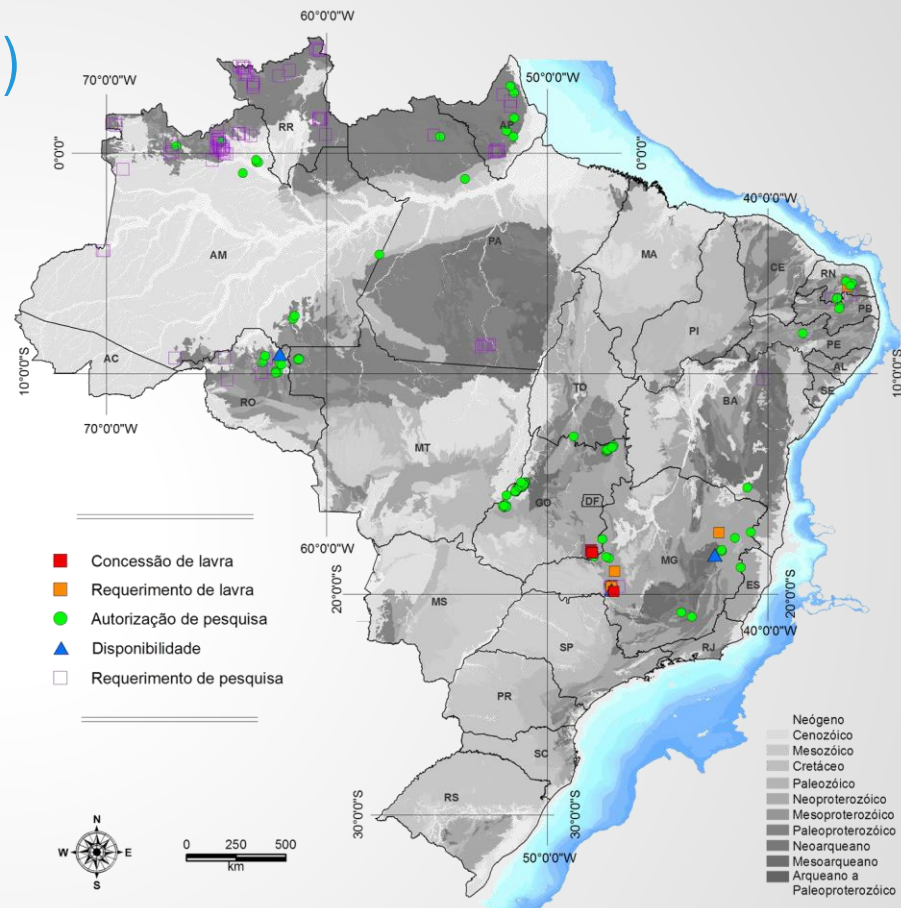 )
60°0'0"W
70°0'0"W
50°0'0"W
RR
AP
0°0'0"
0°0'0"
40°0'0"W
AM
PA
MA
CE
RN
PB
PI
PE
AC
AL
SE
10°0'0"S
10°0'0"S
RO
TO
BA
70°0'0"W
MT
GO
DF
60°0'0"W
Concessão de lavra
Requerimento de lavra
Autorização de pesquisa
Disponibilidade
Requerimento de pesquisa
MG
ES
20°0'0"S
20°0'0"S
MS
40°0'0"W
SP
RJ
PR
SC
RS
30°0'0"S
30°0'0"S
50°0'0"W
N
W
E
S
0
250
500
km
Neógeno
Cenozóico
Mesozóico
Cretáceo
Paleozóico
Neoproterozóico
Mesoproterozóico
Paleoproterozóico
Neoarqueano
Mesoarqueano
Arqueano a
Paleoproterozóico